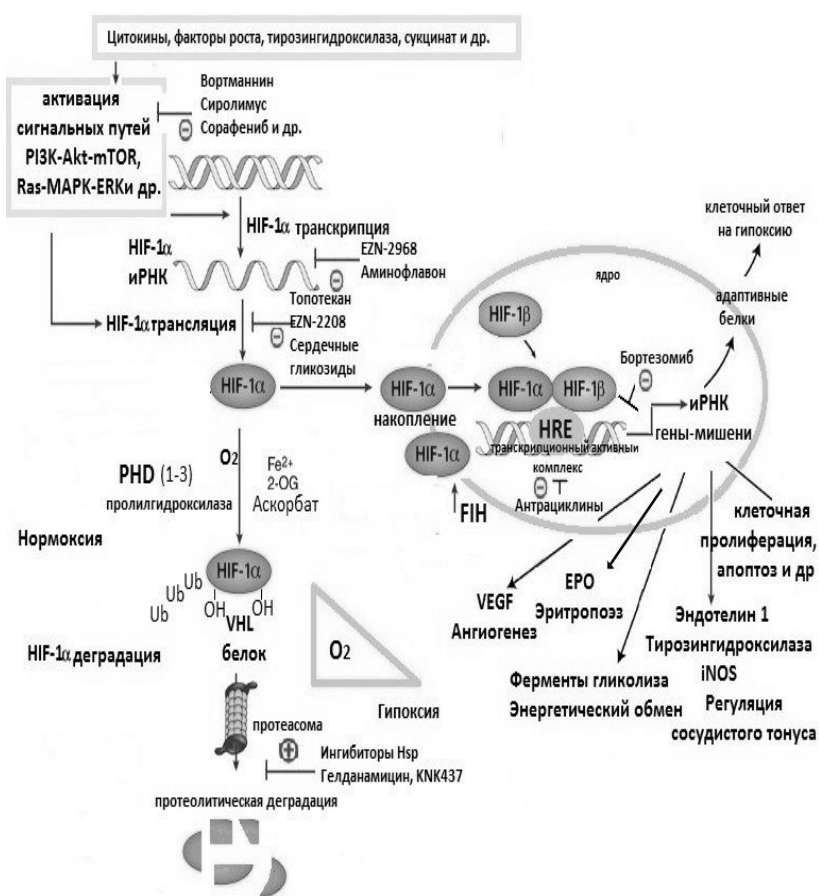 Цитокины, факторы роста, тирозингидроксилаза, сукцинат и др.
активация
сигнальных путей
PI3K-Akt-mTOR,
Ras-MAPK-ERKи др.
Вортманнин
Сиролимус
Сорафениб и др.
HIF-1α транскрипция
HIF-1α
иРНК
EZN-2968
Аминофлавон
HIF-1α трансляция
Топотекан
EZN-2208
Сердечные
гликозиды
HIF-1α
HIF-1α
накопление
HIF-1α
FIH
ядро
HIF-1β
HIF-1α
HIF-1β
HRE
транскрипционный активный
комплекс
Антрациклины
Бортезомиб
иРНК
гены-мишени
адаптивные
белки
клеточный ответ
на гипоксию
O2
PHD (1-3)
пролилгидроксилаза
Fe2+
2-OG
Аскорбат
Нормоксия
HIF-1α
Ub
Ub
Ub
OH
OH
VHL
белок
HIF-1α деградация
O2
Гипоксия
протеасома
Ингибиторы Hsp
Гелданамицин, KNK437
протеолитическая деградация
VEGF
Ангиогенез
EPO
Эритропоэз
Ферменты гликолиза
Энергетический обмен
Эндотелин 1
Тирозингидроксилаза
iNOS
Регуляция
сосудистого тонуса
клеточная
пролиферация,
апоптоз и др